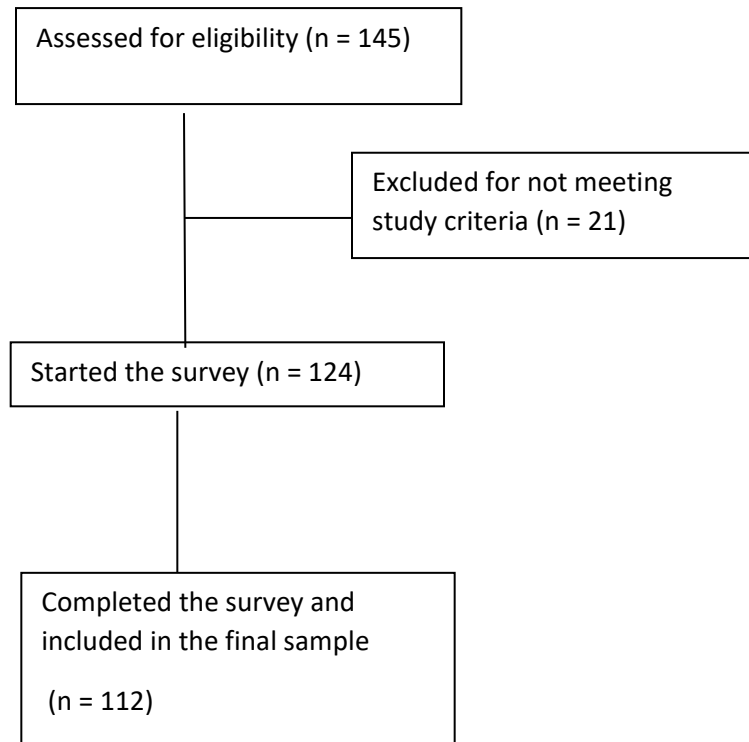 Assessed for eligibility (n = 145)
Excluded for not meeting
study criteria (n = 21)
Started the survey (n = 124)
Completed the survey and
included in the final sample
(n = 112)